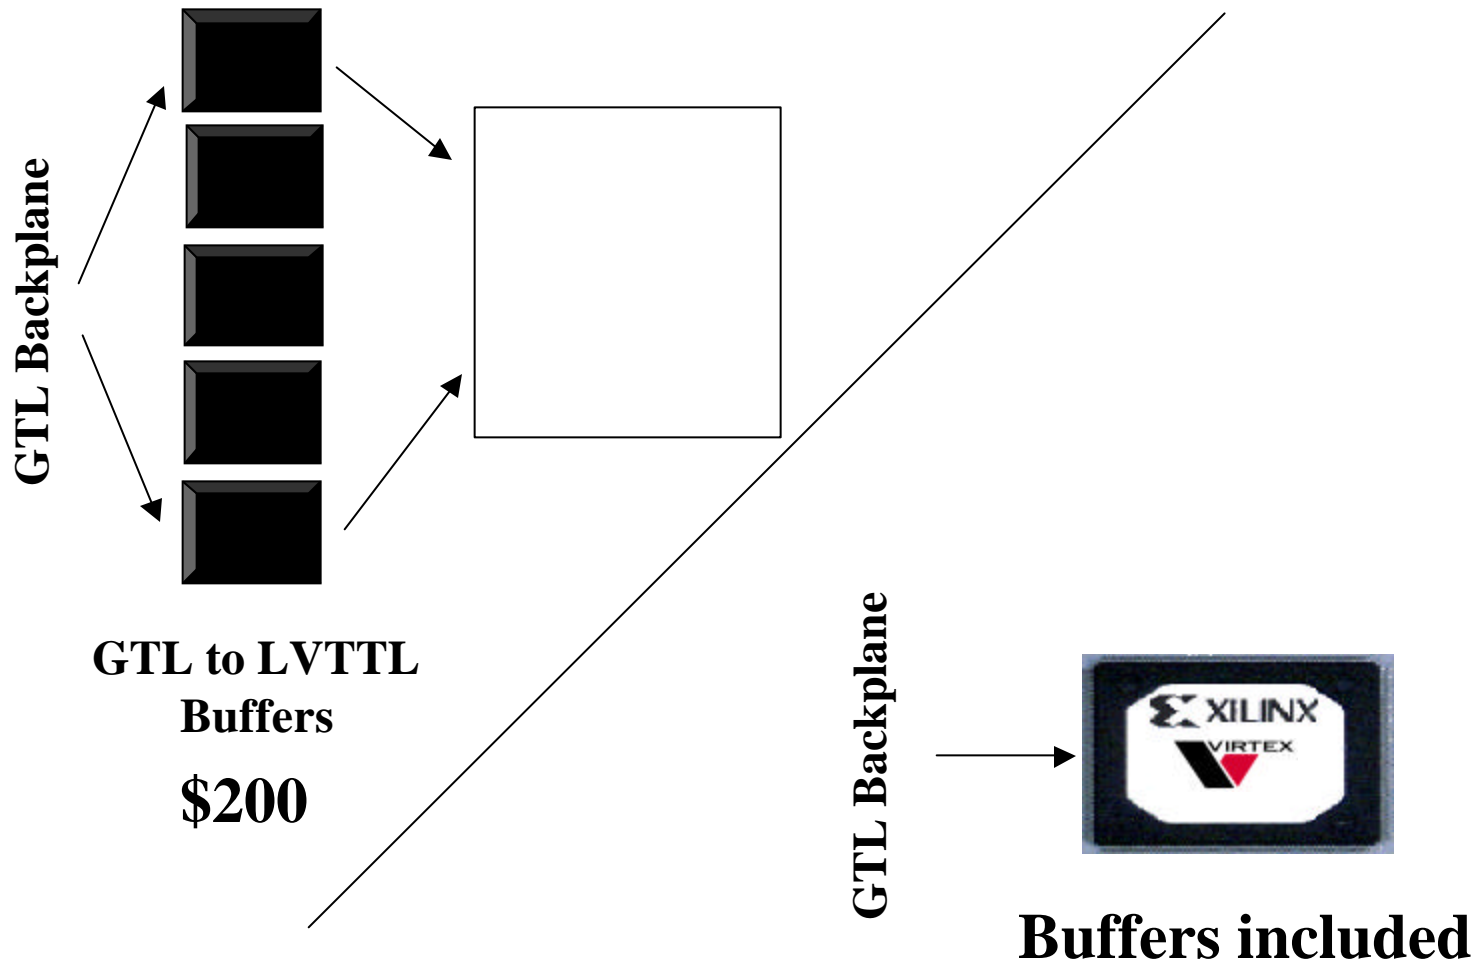 GTL Backplane
GTL to LVTTL
Buffers
$200
GTL Backplane
XILINX
VIRTEX
Buffers included